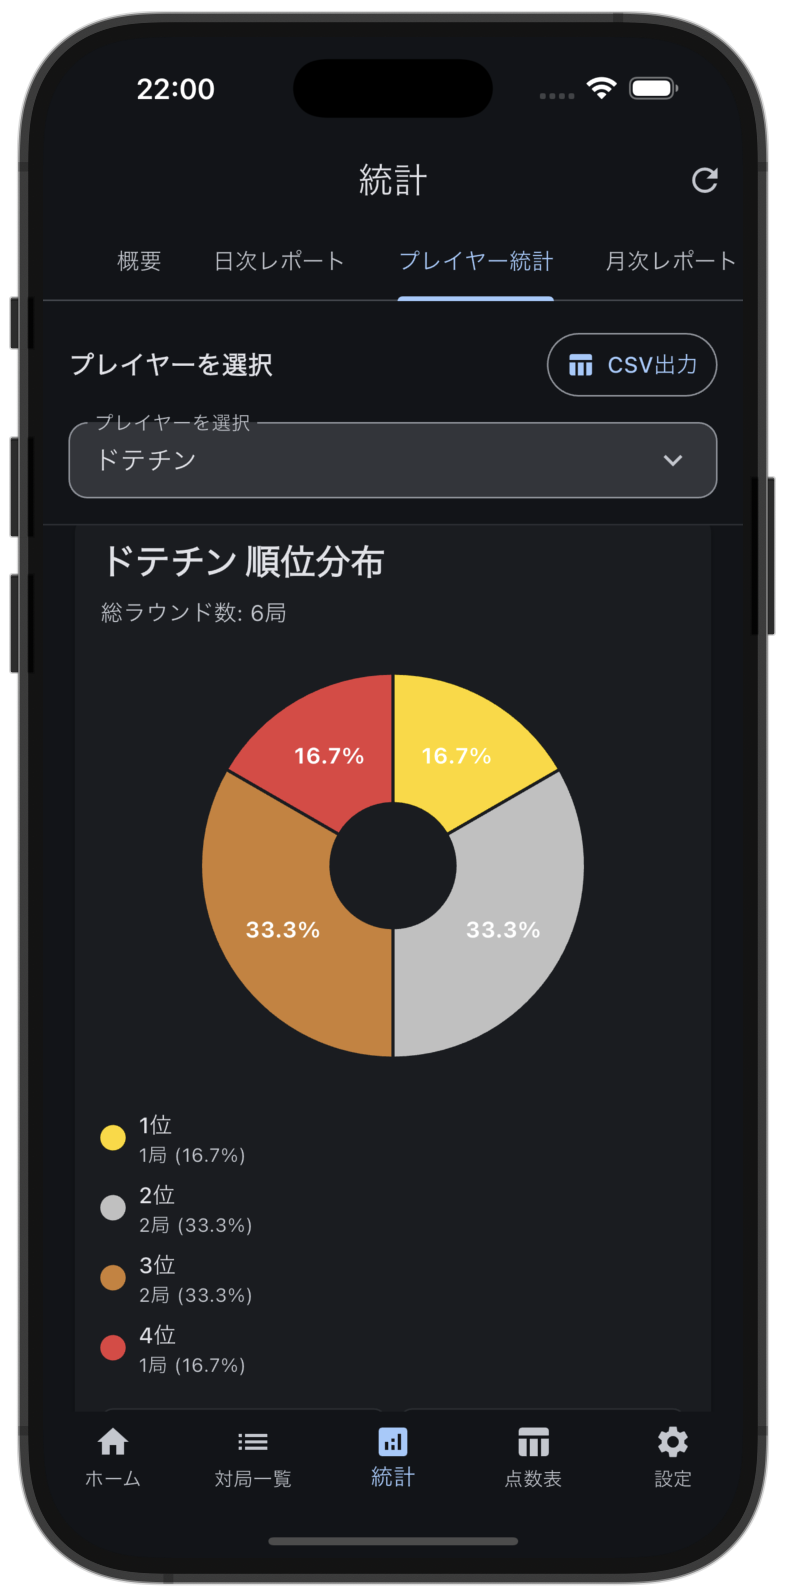 22:00
統計
概要 日次レポート プレイヤー統計 月次レポート
プレイヤーを選択 CSV出力
プレイヤーを選択
ドテチン
ドテチン 順位分布
総ラウンド数: 6局
16.7% 16.7%
33.3% 33.3%
1位
1局 (16.7%)
2位
2局 (33.3%)
3位
2局 (33.3%)
4位
1局 (16.7%)
ホーム 対局一覧 統計 点数表 設定